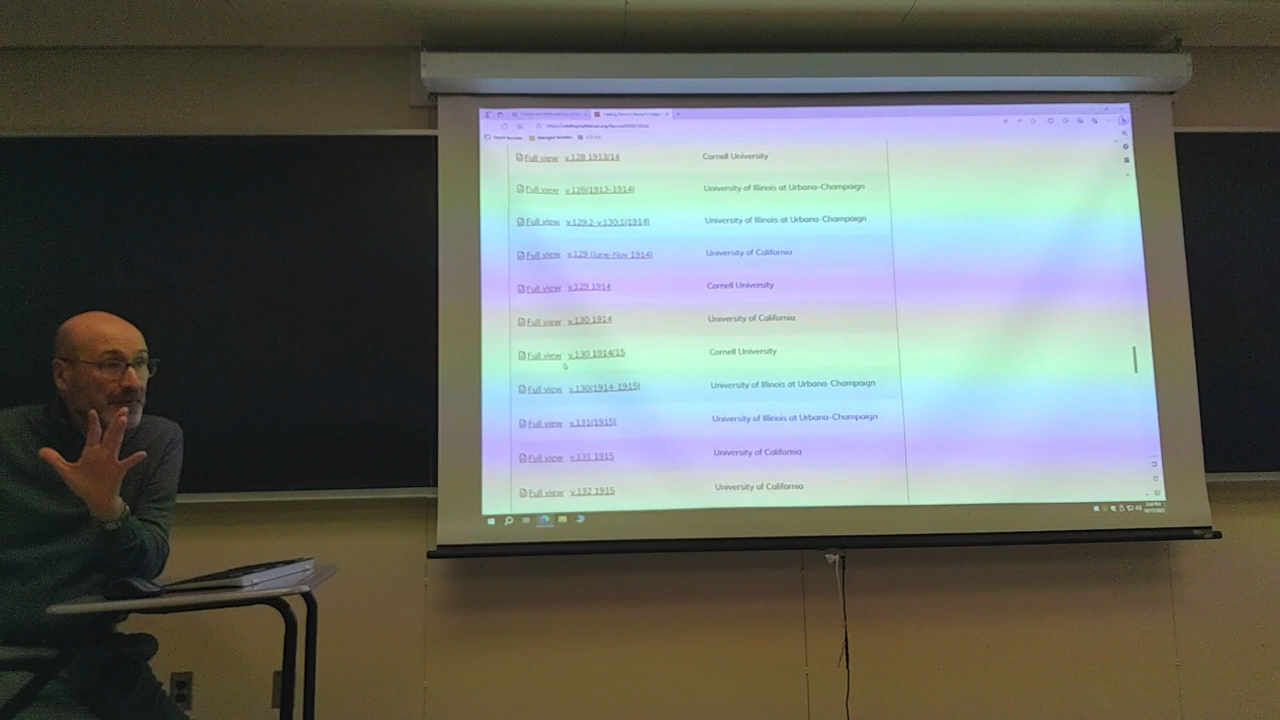 Full view v.128 1913/14 Cornell University
Full view v.128(1913-1914) University of Illinois at Urbana-Champaign
Full view v.129:2-v.130:1(1914) University of Illinois at Urbana-Champaign
Full view v.129 (June-Nov 1914) University of California
Full view v.129 1914 Cornell University
Full view v.130 1914 University of California
Full view v.130 1914/15 Cornell University
Full view v.130(1914-1915) University of Illinois at Urbana-Champaign
Full view v.131(1915) University of Illinois at Urbana-Champaign
Full view v.131 1915 University of California
Full view v.132 1915 University of California